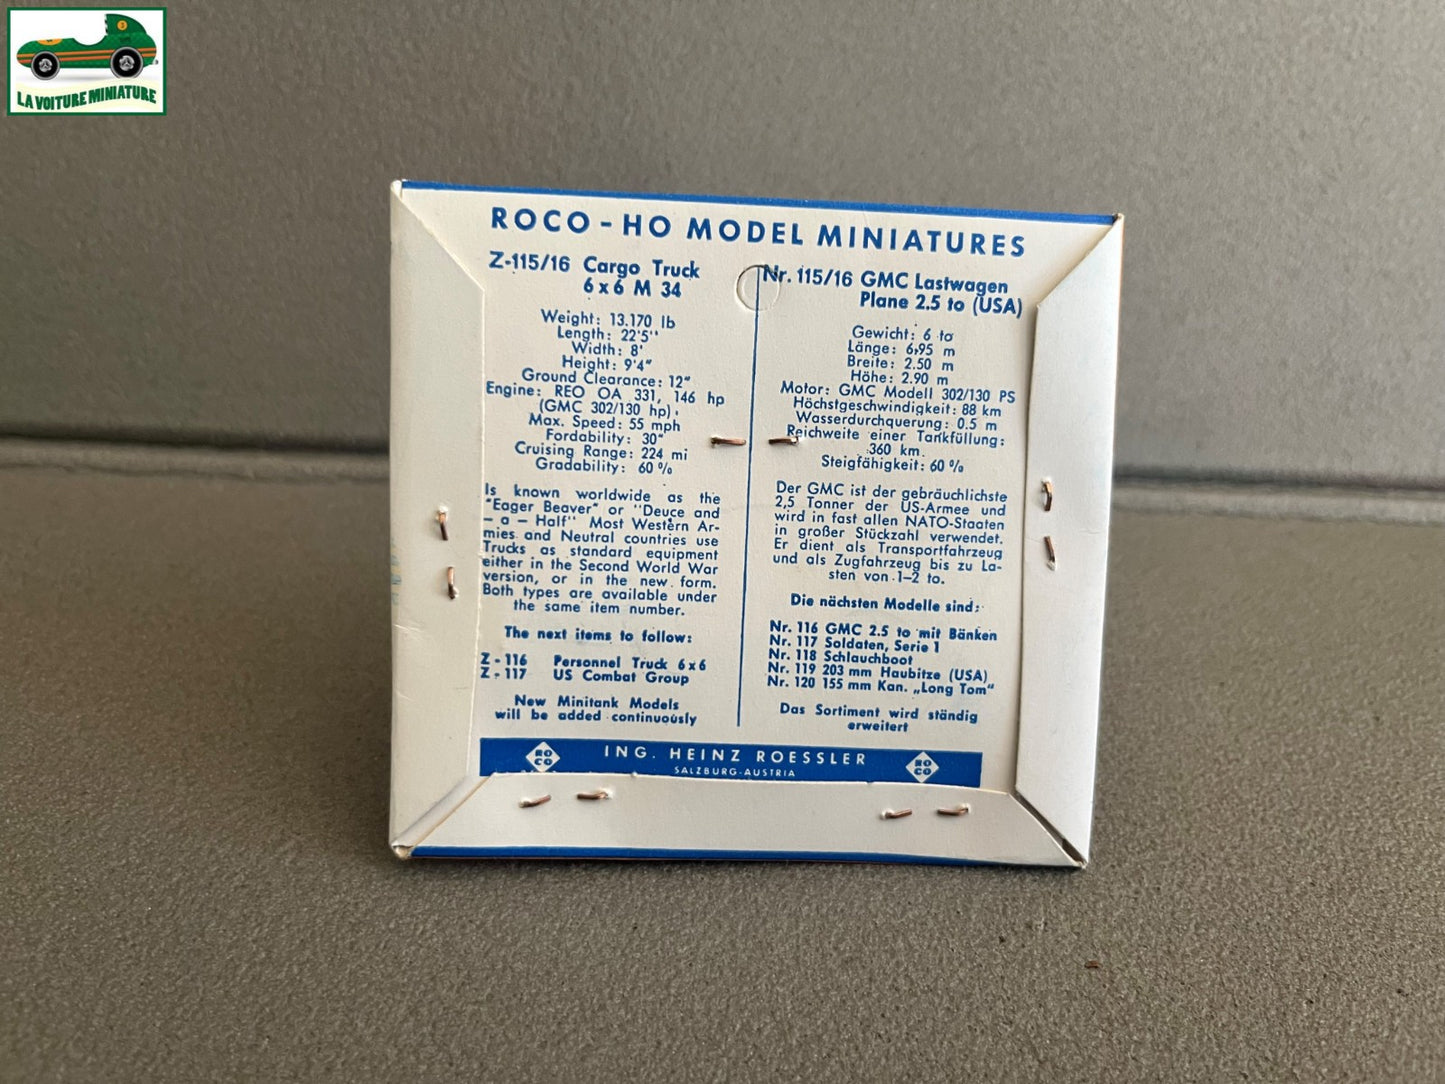 LA VOITURE MINIATURE
ROCO - HO MODEL MINIATURES
Z-115/16 Cargo Truck
6 x 6 M 34
Weight: 13.170 lb
Length: 22'5''
Width: 8'
Height: 9'4"
Ground Clearance: 12"
Engine: REO OA 331, 146 hp
(GMC 302/130 hp).
Max. Speed: 55 mph
Fordability: 30"
Cruising Range: 224 mi
Gradability: 60 %
Is known worldwide as the
"Eager Beaver" or "Deuce and
– a – Half" Most Western Ar-
mies and Neutral countries use
Trucks as standard equipment
either in the Second World War
version, or in the new form.
Both types are available under
the same item number.
The next items to follow:
Z - 116 Personnel Truck 6x6
Z - 117 US Combat Group
New Minitank Models
will be added continuously
Nr. 115/16 GMC Lastwagen
Plane 2.5 to (USA)
Gewicht: 6 to
Länge: 6,95 m
Breite: 2.50 m
Höhe: 2.90 m
Motor: GMC Modell 302/130 PS
Höchstgeschwindigkeit: 88 km
Wasserdurchquerung: 0.5 m
Reichweite einer Tankfüllung:
360 km
Steigfähigkeit: 60 %
Der GMC ist der gebräuchlichste
2,5 Tonner der US-Armee und
wird in fast allen NATO-Staaten
in großer Stückzahl verwendet.
Er dient als Transportfahrzeug
und als Zugfahrzeug bis zu La-
sten von 1–2 to.
Die nächsten Modelle sind:
Nr. 116 GMC 2.5 to mit Bänken
Nr. 117 Soldaten, Serie 1
Nr. 118 Schlauchboot
Nr. 119 203 mm Haubitze (USA)
Nr. 120 155 mm Kan. „Long Tom"
Das Sortiment wird ständig
erweitert
RO
CO
ING. HEINZ ROESSLER
SALZBURG-AUSTRIA
RO
CO